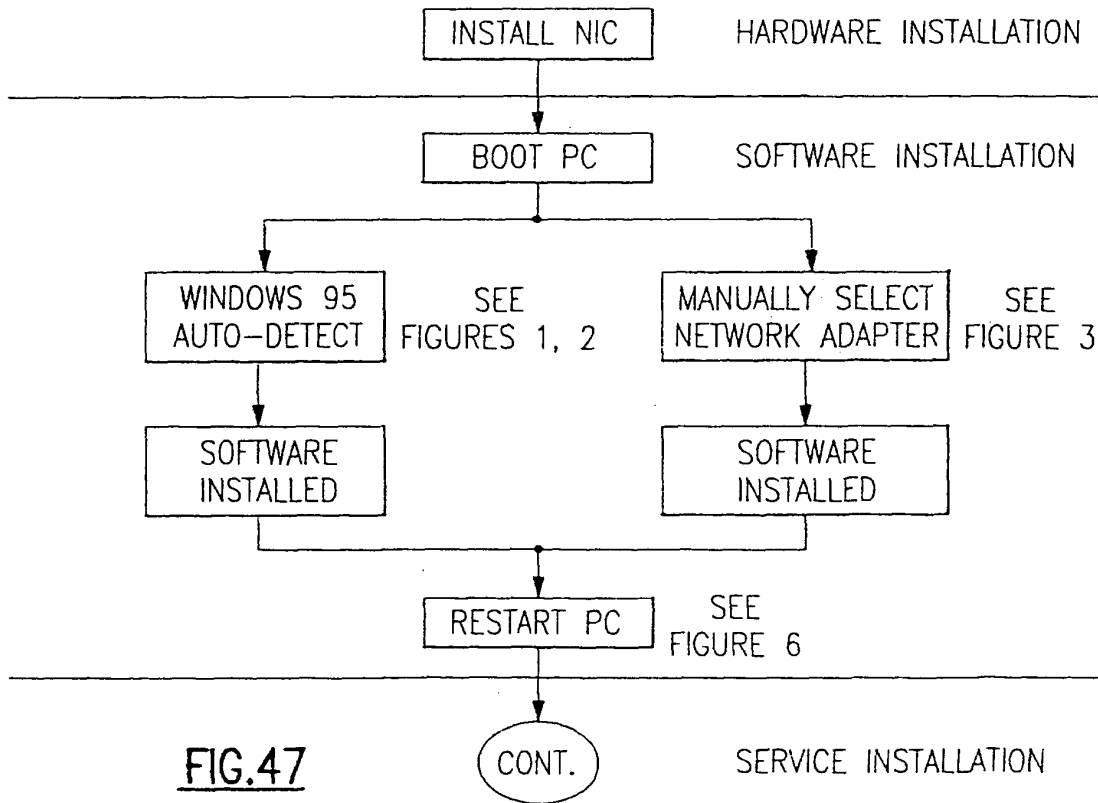 INSTALL NIC
HARDWARE INSTALLATION
BOOT PC
SOFTWARE INSTALLATION
WINDOWS 95
AUTO-DETECT
SEE
FIGURES 1, 2
MANUALLY SELECT
NETWORK ADAPTER
SEE
FIGURE 3
SOFTWARE
INSTALLED
SOFTWARE
INSTALLED
RESTART PC
SEE
FIGURE 6
FIG.47
CONT.
SERVICE INSTALLATION